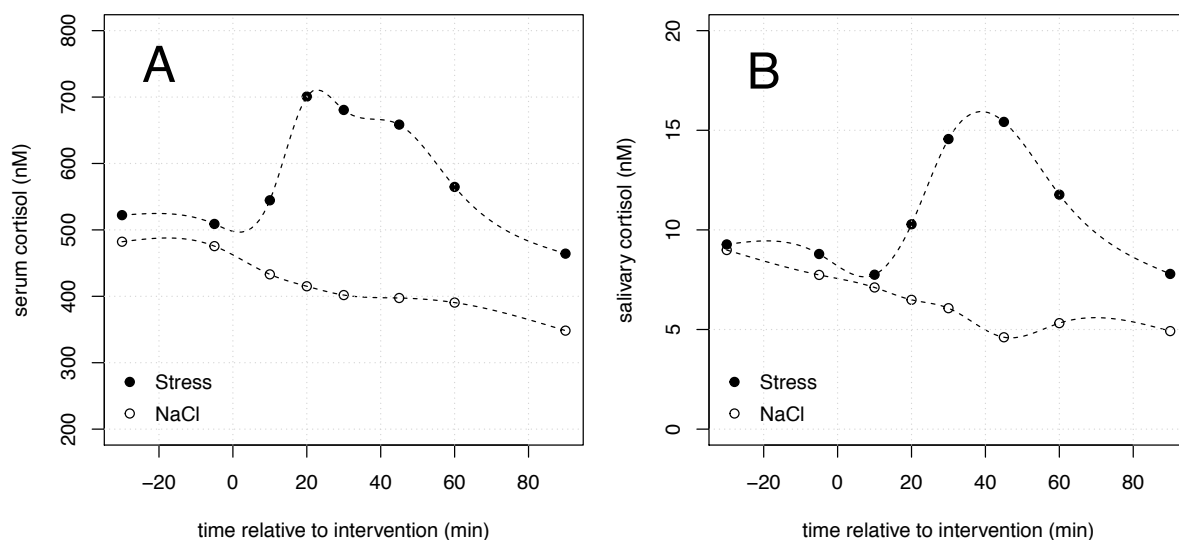 A
800
700
600
500
400
300
200
serum cortisol (nM)
Stress
NaCl
−20 0 20 40 60 80
time relative to intervention (min)
B
20
15
10
5
0
salivary cortisol (nM)
Stress
NaCl
−20 0 20 40 60 80
time relative to intervention (min)